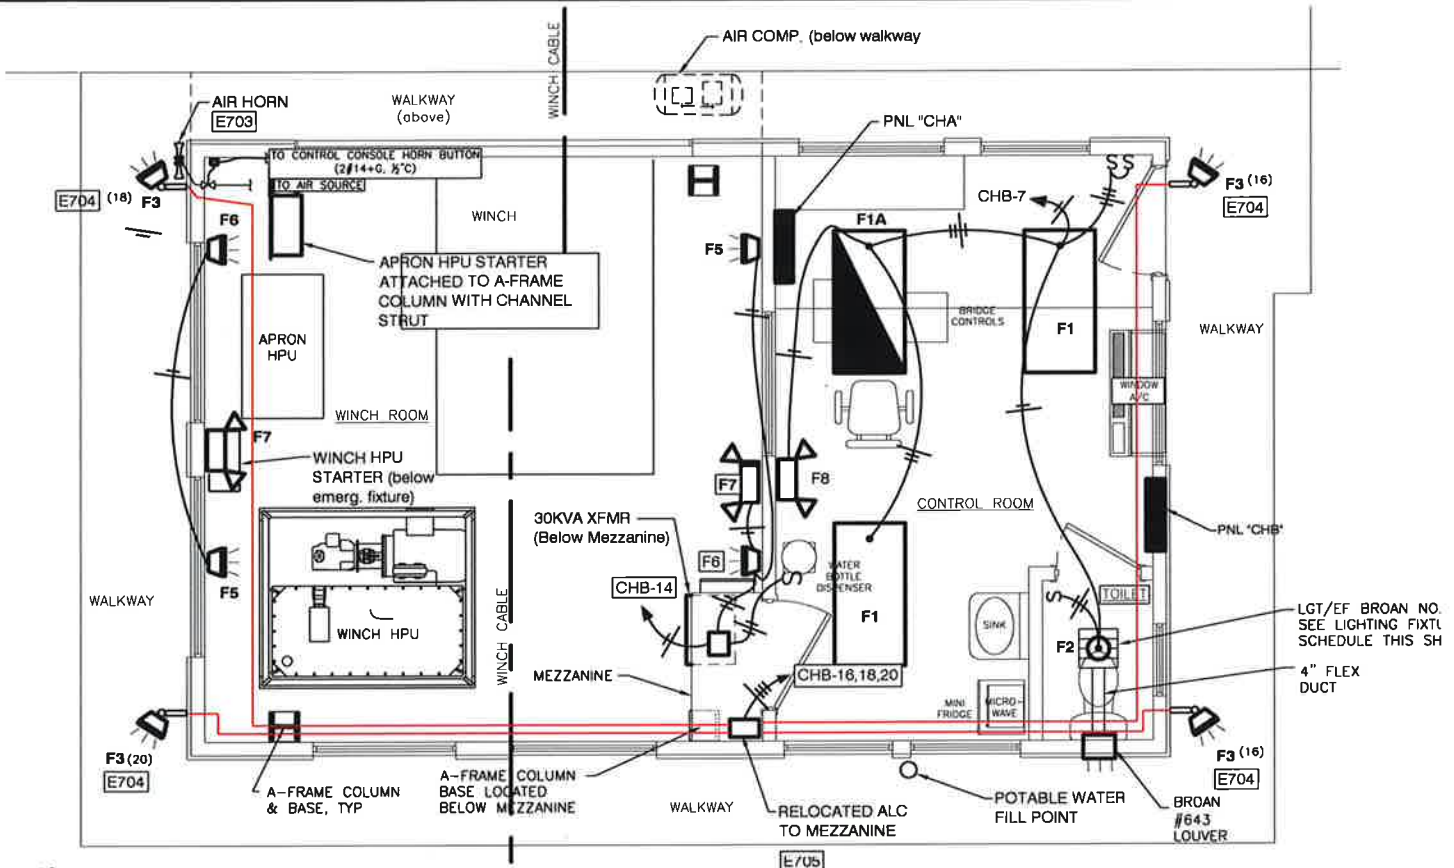 AIR COMP. (below walkway
WINCH CABLE
AIR HORN
E703
WALKWAY
(above)
PNL "CHA"
TO CONTROL CONSOLE HORN BUTTON
(2#14+G, ½"C)
TO AIR SOURCE
E704 (18) F3
F3 (16)
E704
CHB-7
SS
F6
WINCH
F5
F1A
APRON HPU STARTER
ATTACHED TO A-FRAME
COLUMN WITH CHANNEL
STRUT
BRIDGE
CONTROLS
F1
WALKWAY
APRON
HPU
WINDOW
A/C
WINCH ROOM
F7
WINCH HPU
STARTER (below
emerg. fixture)
F7
F8
CONTROL ROOM
30KVA XFMR
(Below Mezzanine)
PNL "CHB"
F6
S
WATER
BOTTLE
DISPENSER
CHB-14
F5
WALKWAY
WINCH HPU
WINCH CABLE
F1
SINK
S
TOILET
F2
LGT/EF BROAN NO.
SEE LIGHTING FIXTU
SCHEDULE THIS SH
MEZZANINE
CHB-16,18,20
4" FLEX
DUCT
MINI
FRIDGE
MICRO-
WAVE
F3 (20)
E704
F3 (16)
E704
A-FRAME COLUMN
& BASE, TYP
A-FRAME COLUMN
BASE LOCATED
BELOW MEZZANINE
WALKWAY
RELOCATED ALC
TO MEZZANINE
POTABLE WATER
FILL POINT
BROAN
#643
LOUVER
E705